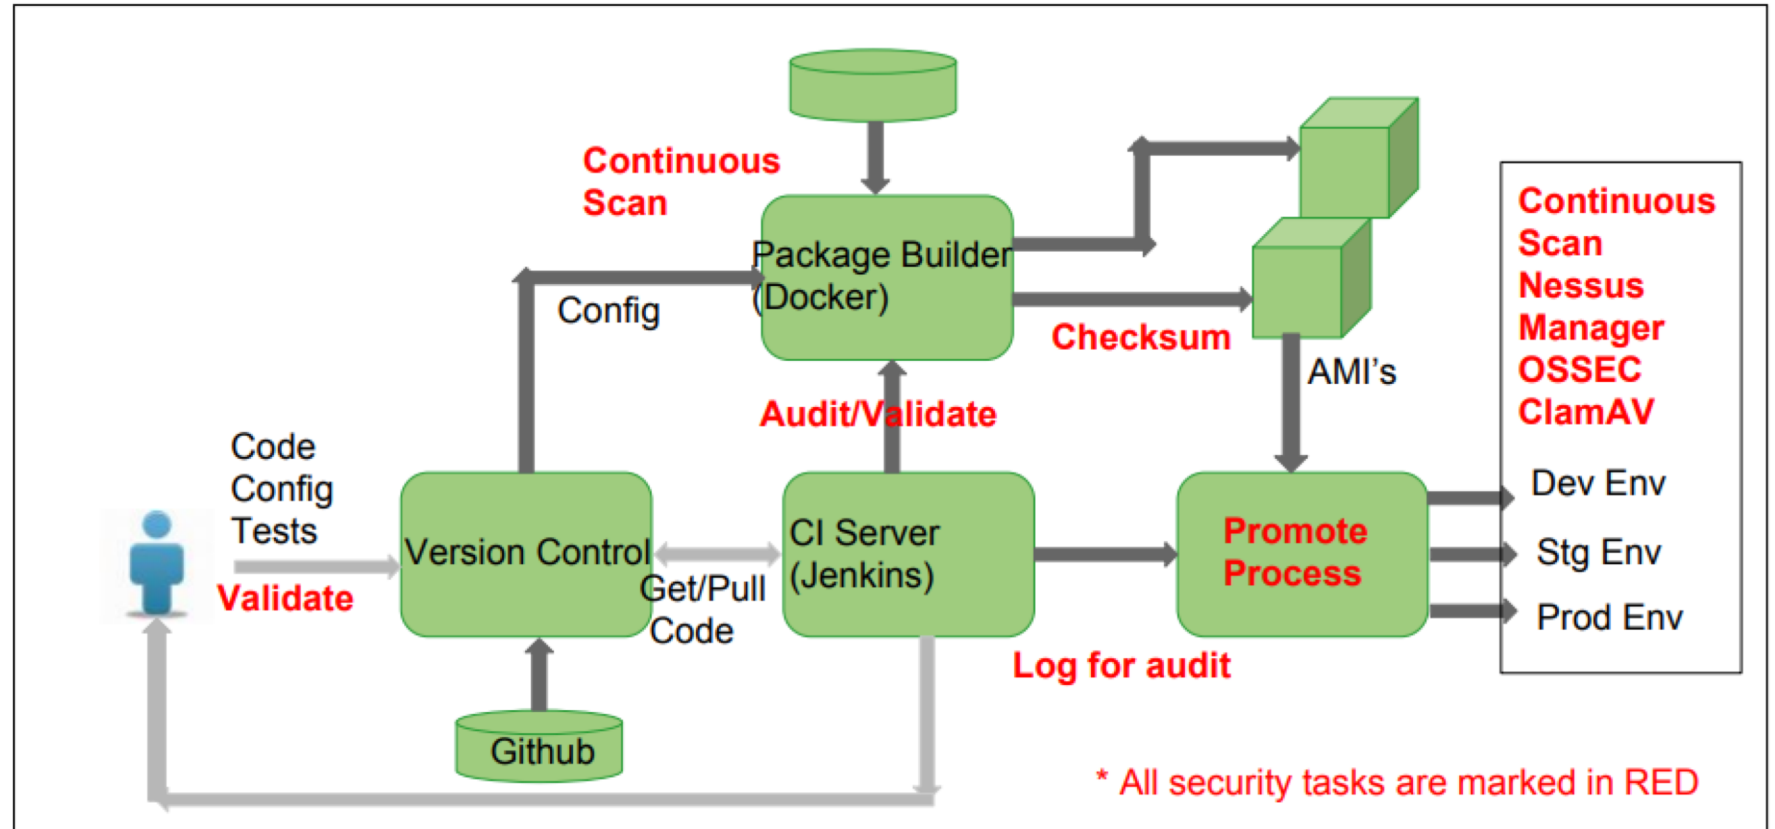 Continuous
Scan
Package Builder
(Docker)
Config
Checksum
AMI's
Continuous
Scan
Nessus
Manager
OSSEC
ClamAV
Dev Env
Stg Env
Prod Env
Audit/Validate
Code
Config
Tests
Validate
Version Control
Get/Pull
Code
CI Server
(Jenkins)
Promote
Process
Log for audit
Github
* All security tasks are marked in RED